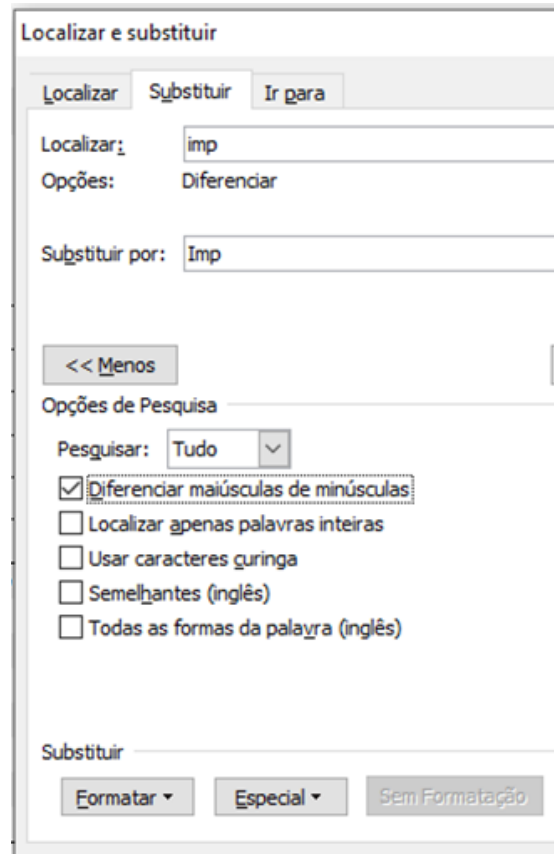 Localizar e substituir
Localizar Substituir Ir para
Localizar: imp
Opções: Diferenciar
Substituir por: Imp
<< Menos
Opções de Pesquisa
Pesquisar: Tudo
Diferenciar maiúsculas de minúsculas
Localizar apenas palavras inteiras
Usar caracteres curinga
Semelhantes (inglês)
Todas as formas da palavra (inglês)
Substituir
Formatar Especial Sem Formatação